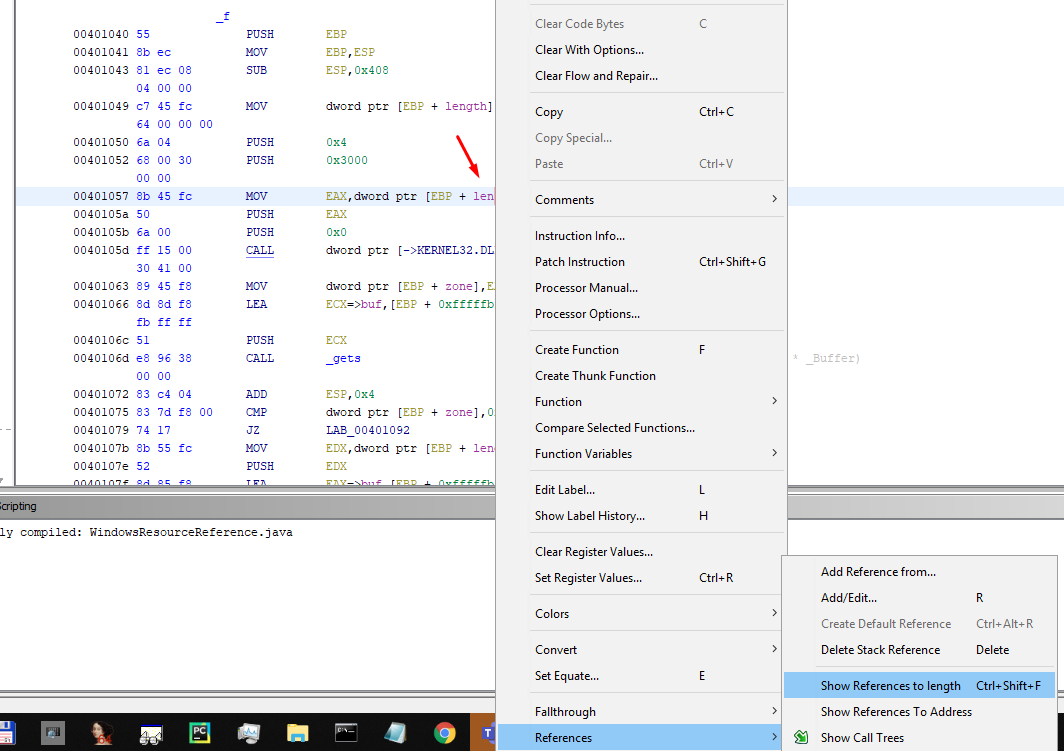 _f
00401040 55 PUSH EBP
00401041 8b ec MOV EBP,ESP
00401043 81 ec 08 SUB ESP,0x408
04 00 00
00401049 c7 45 fc MOV dword ptr [EBP + length]
64 00 00 00
00401050 6a 04 PUSH 0x4
00401052 68 00 30 PUSH 0x3000
00 00
00401057 8b 45 fc MOV EAX,dword ptr [EBP + len
0040105a 50 PUSH EAX
0040105b 6a 00 PUSH 0x0
0040105d ff 15 00 CALL dword ptr [->KERNEL32.DL
30 41 00
00401063 89 45 f8 MOV dword ptr [EBP + zone],E
00401066 8d 8d f8 LEA ECX=>buf,[EBP + 0xfffffb
fb ff ff
0040106c 51 PUSH ECX
0040106d e8 96 38 CALL _gets * _Buffer)
00 00
00401072 83 c4 04 ADD ESP,0x4
00401075 83 7d f8 00 CMP dword ptr [EBP + zone],0
00401079 74 17 JZ LAB_00401092
0040107b 8b 55 fc MOV EDX,dword ptr [EBP + len
0040107e 52 PUSH EDX
0040107f 8d 85 f8 LEA EAX=>buf,[EBP + 0xfffffb
Scripting
ly compiled: WindowsResourceReference.java
Clear Code Bytes C
Clear With Options...
Clear Flow and Repair...
Copy Ctrl+C
Copy Special...
Paste Ctrl+V
Comments
Instruction Info...
Patch Instruction Ctrl+Shift+G
Processor Manual...
Processor Options...
Create Function F
Create Thunk Function
Function
Compare Selected Functions...
Function Variables
Edit Label... L
Show Label History... H
Clear Register Values...
Set Register Values... Ctrl+R
Colors
Convert
Set Equate... E
Fallthrough
References
Add Reference from...
Add/Edit... R
Create Default Reference Ctrl+Alt+R
Delete Stack Reference Delete
Show References to length Ctrl+Shift+F
Show References To Address
Show Call Trees
PC